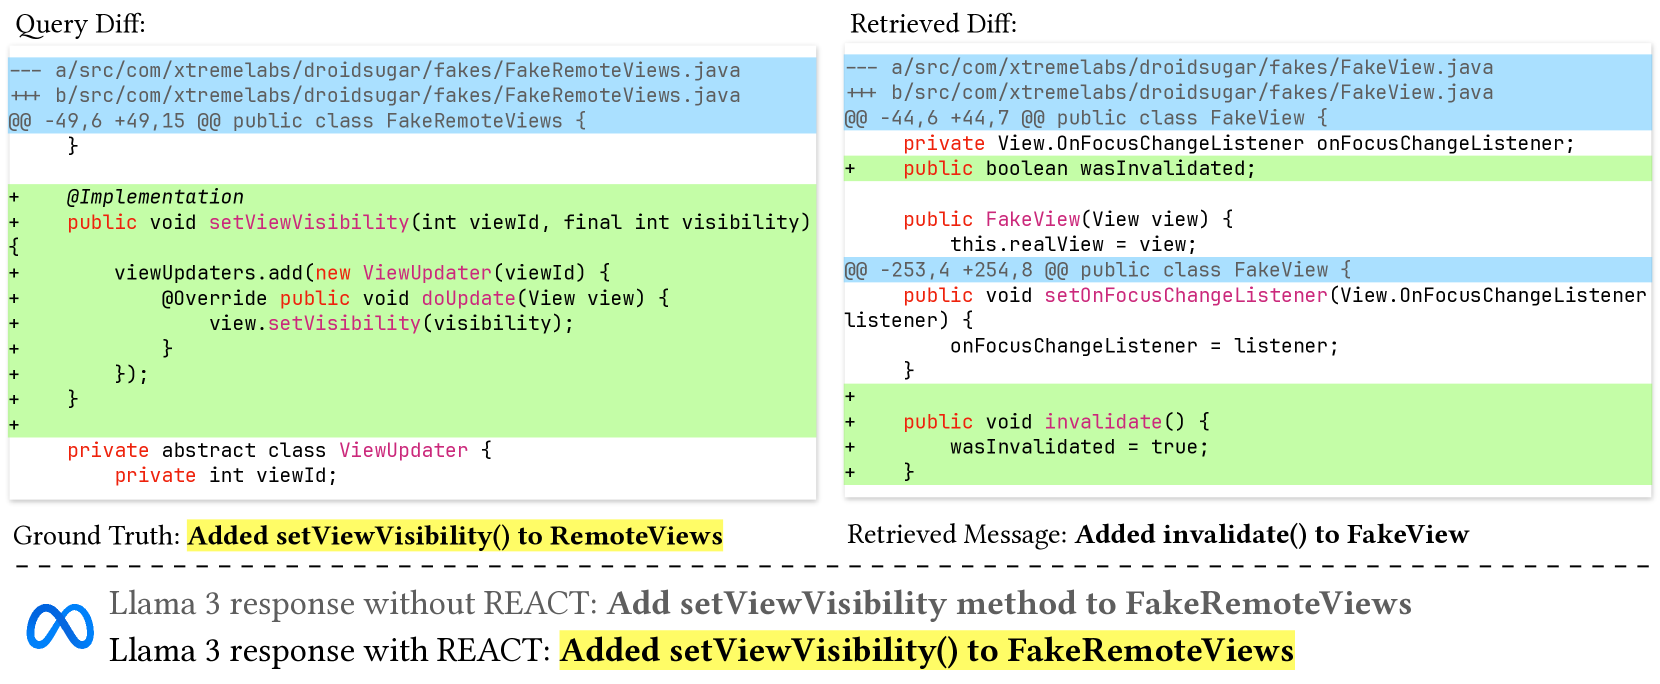 Query Diff:
--- a/src/com/xtremelabs/droidsugar/fakes/FakeRemoteViews.java
+++ b/src/com/xtremelabs/droidsugar/fakes/FakeRemoteViews.java
@@ -49,6 +49,15 @@ public class FakeRemoteViews {
     }
+    @Implementation
+    public void setViewVisibility(int viewId, final int visibility)
{
+        viewUpdaters.add(new ViewUpdater(viewId) {
+            @Override public void doUpdate(View view) {
+                view.setVisibility(visibility);
+            }
+        });
+    }
+
     private abstract class ViewUpdater {
         private int viewId;
Ground Truth: Added setViewVisibility() to RemoteViews
Retrieved Diff:
--- a/src/com/xtremelabs/droidsugar/fakes/FakeView.java
+++ b/src/com/xtremelabs/droidsugar/fakes/FakeView.java
@@ -44,6 +44,7 @@ public class FakeView {
     private View.OnFocusChangeListener onFocusChangeListener;
+    public boolean wasInvalidated;
     public FakeView(View view) {
         this.realView = view;
@@ -253,4 +254,8 @@ public class FakeView {
     public void setOnFocusChangeListener(View.OnFocusChangeListener
listener) {
         onFocusChangeListener = listener;
     }
+
+    public void invalidate() {
+        wasInvalidated = true;
+    }
Retrieved Message: Added invalidate() to FakeView
Llama 3 response without REACT: Add setViewVisibility method to FakeRemoteViews
Llama 3 response with REACT: Added setViewVisibility() to FakeRemoteViews